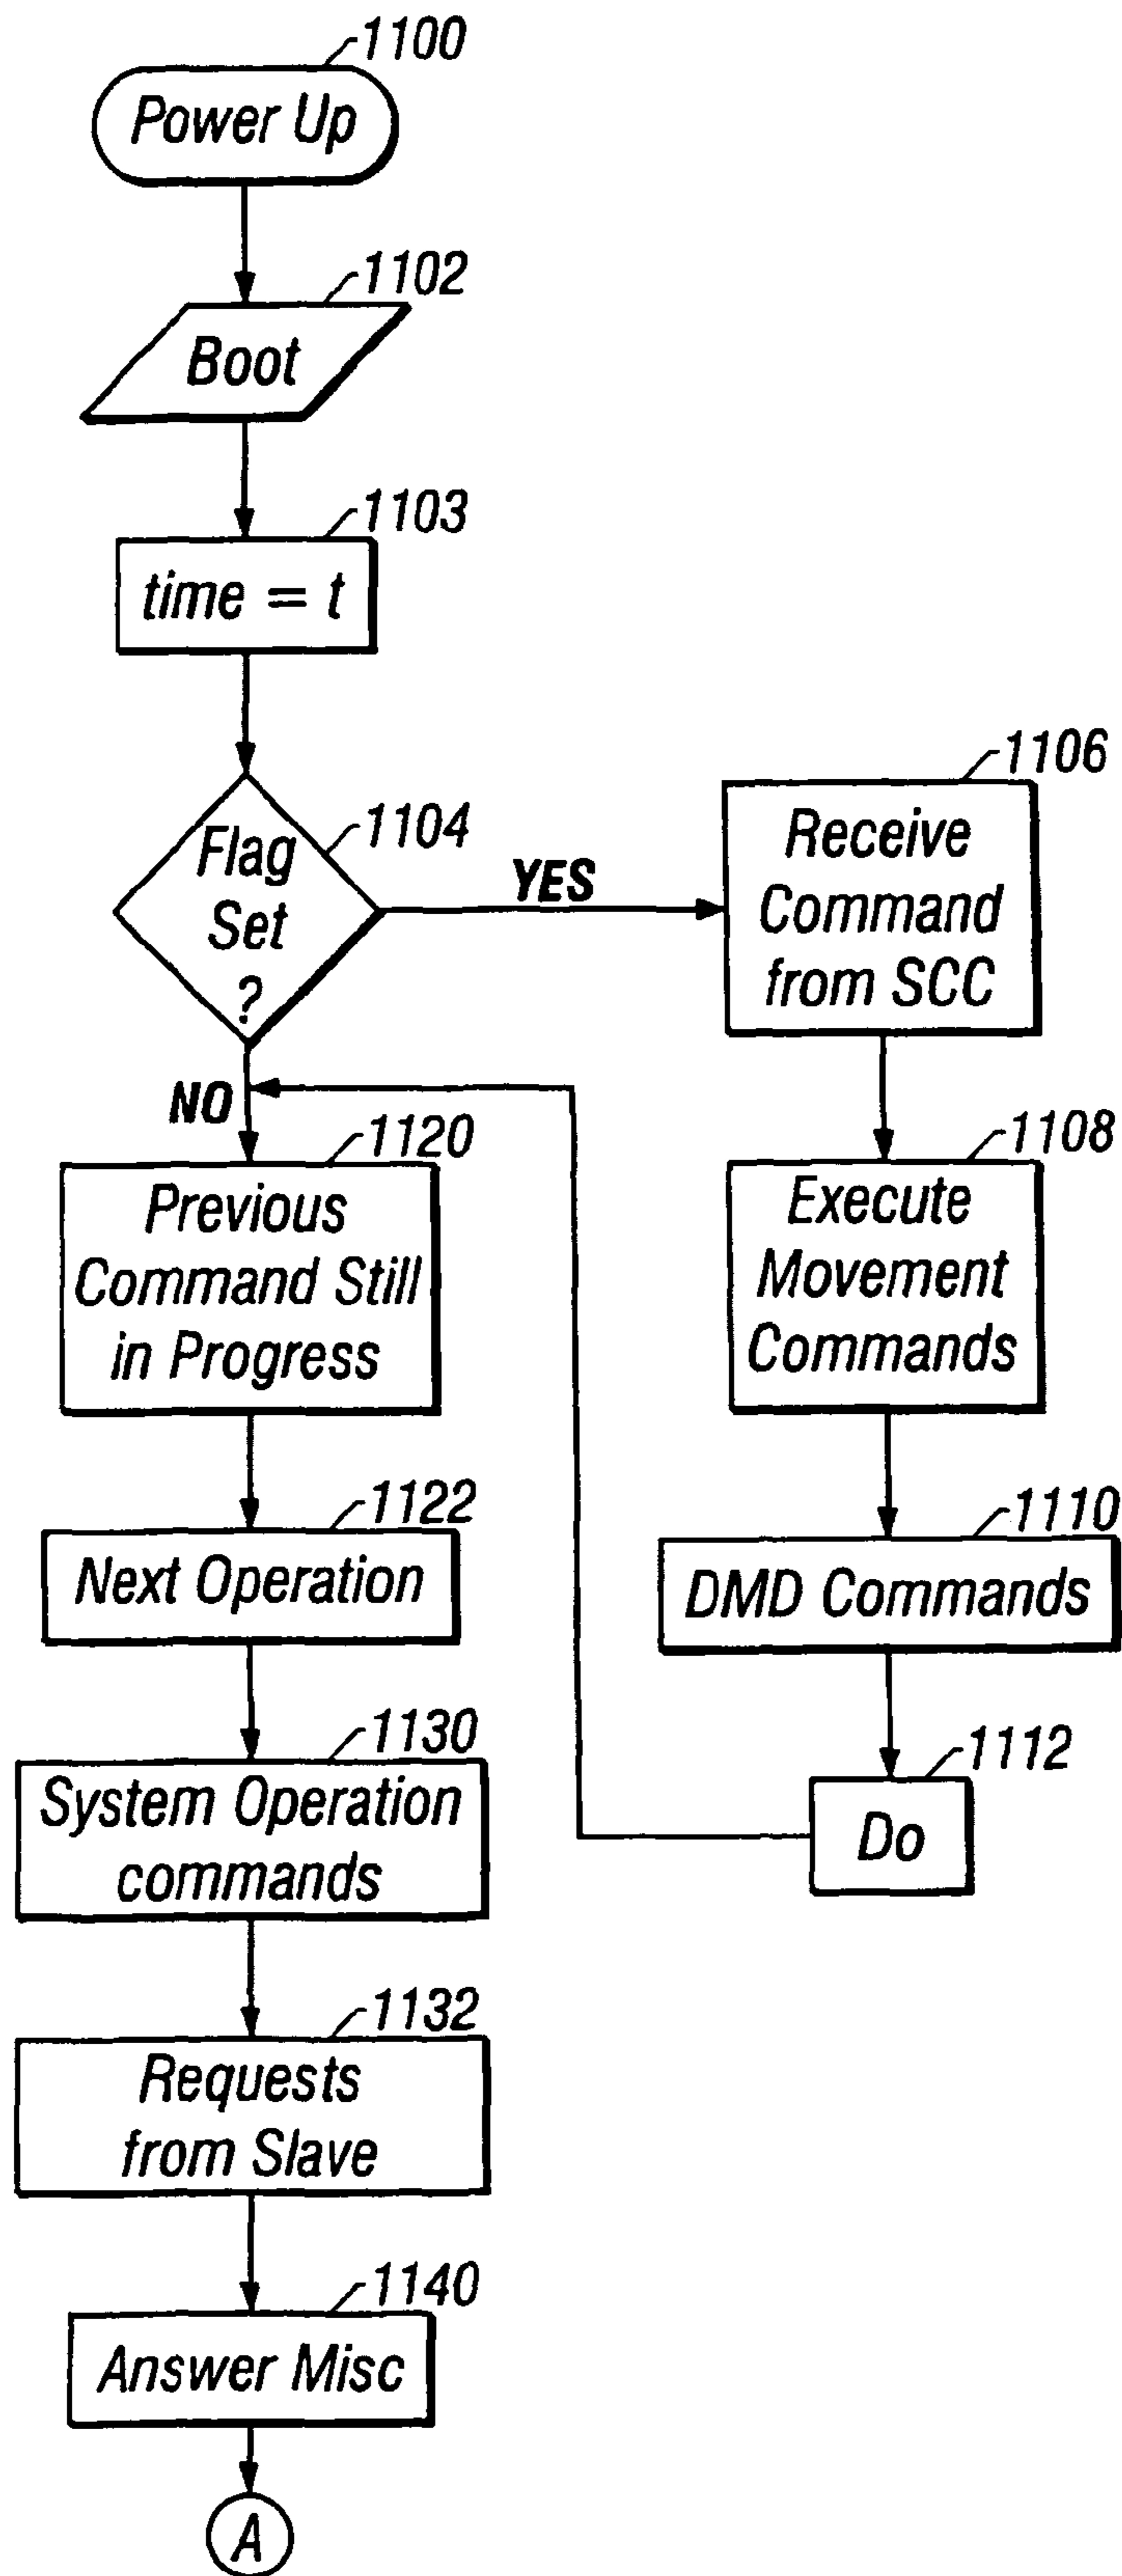 1100
Power Up
1102
Boot
1103
time = t
1104
Flag
Set
?
YES
NO
1106
Receive
Command
from SCC
1108
Execute
Movement
Commands
1110
DMD Commands
1112
Do
1120
Previous
Command Still
in Progress
1122
Next Operation
1130
System Operation
commands
1132
Requests
from Slave
1140
Answer Misc
A